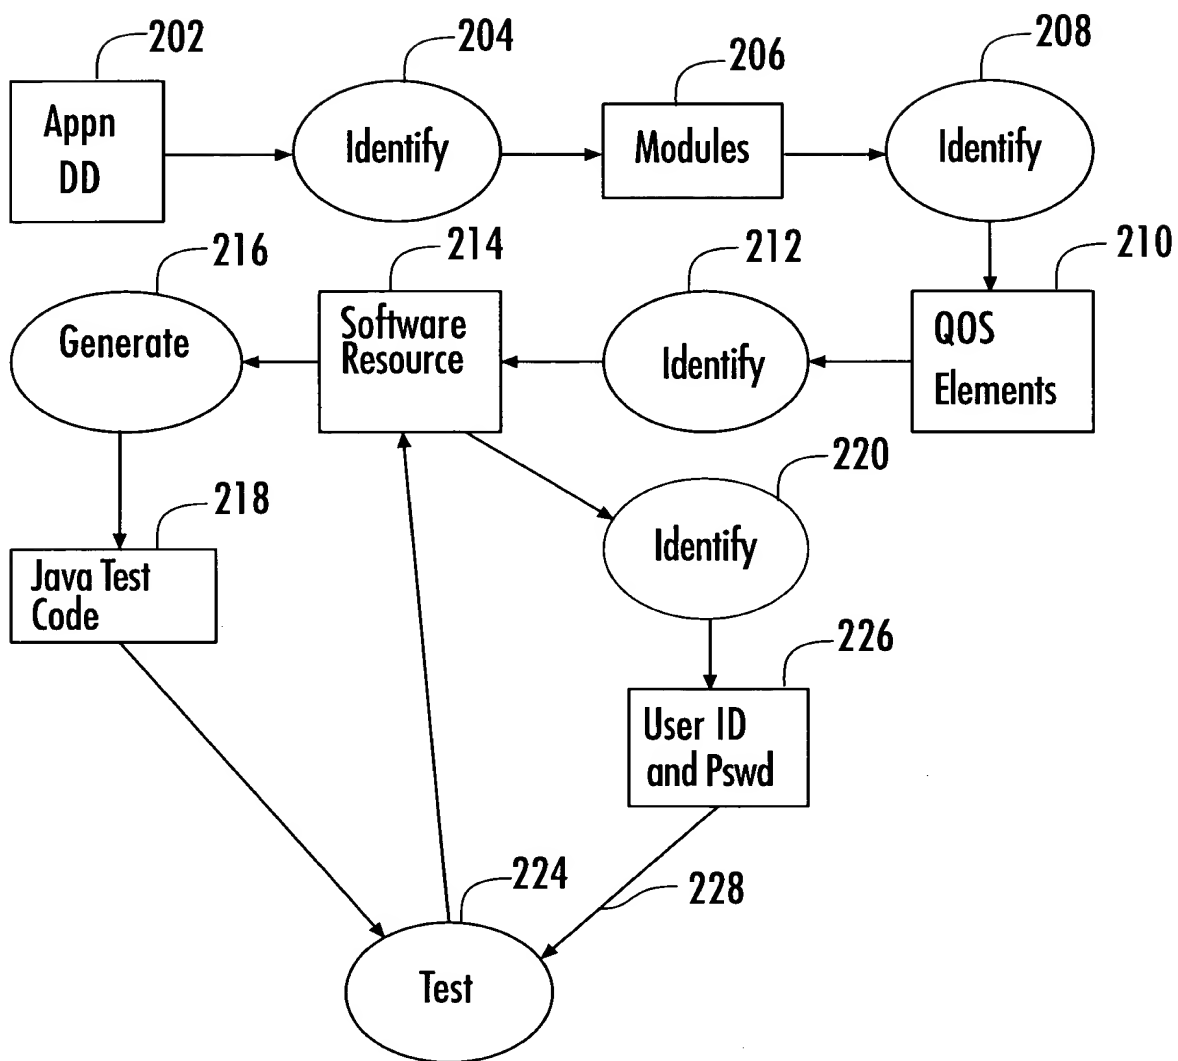 202
204
206
208
Appn
DD
Identify
Modules
Identify
216
214
212
210
Generate
Software
Resource
Identify
QOS
Elements
220
218
Identify
Java Test
Code
226
User ID
and Pswd
224
228
Test